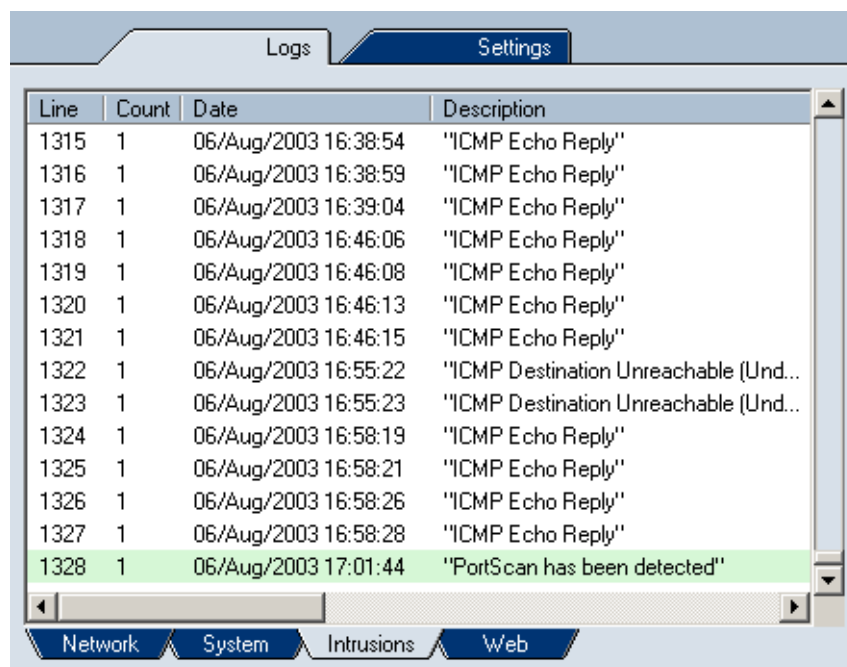 Logs Settings
Line Count Date Description
1315 1 06/Aug/2003 16:38:54 "ICMP Echo Reply"
1316 1 06/Aug/2003 16:38:59 "ICMP Echo Reply"
1317 1 06/Aug/2003 16:39:04 "ICMP Echo Reply"
1318 1 06/Aug/2003 16:46:06 "ICMP Echo Reply"
1319 1 06/Aug/2003 16:46:08 "ICMP Echo Reply"
1320 1 06/Aug/2003 16:46:13 "ICMP Echo Reply"
1321 1 06/Aug/2003 16:46:15 "ICMP Echo Reply"
1322 1 06/Aug/2003 16:55:22 "ICMP Destination Unreachable (Und...
1323 1 06/Aug/2003 16:55:23 "ICMP Destination Unreachable (Und...
1324 1 06/Aug/2003 16:58:19 "ICMP Echo Reply"
1325 1 06/Aug/2003 16:58:21 "ICMP Echo Reply"
1326 1 06/Aug/2003 16:58:26 "ICMP Echo Reply"
1327 1 06/Aug/2003 16:58:28 "ICMP Echo Reply"
1328 1 06/Aug/2003 17:01:44 "PortScan has been detected"
Network System Intrusions Web